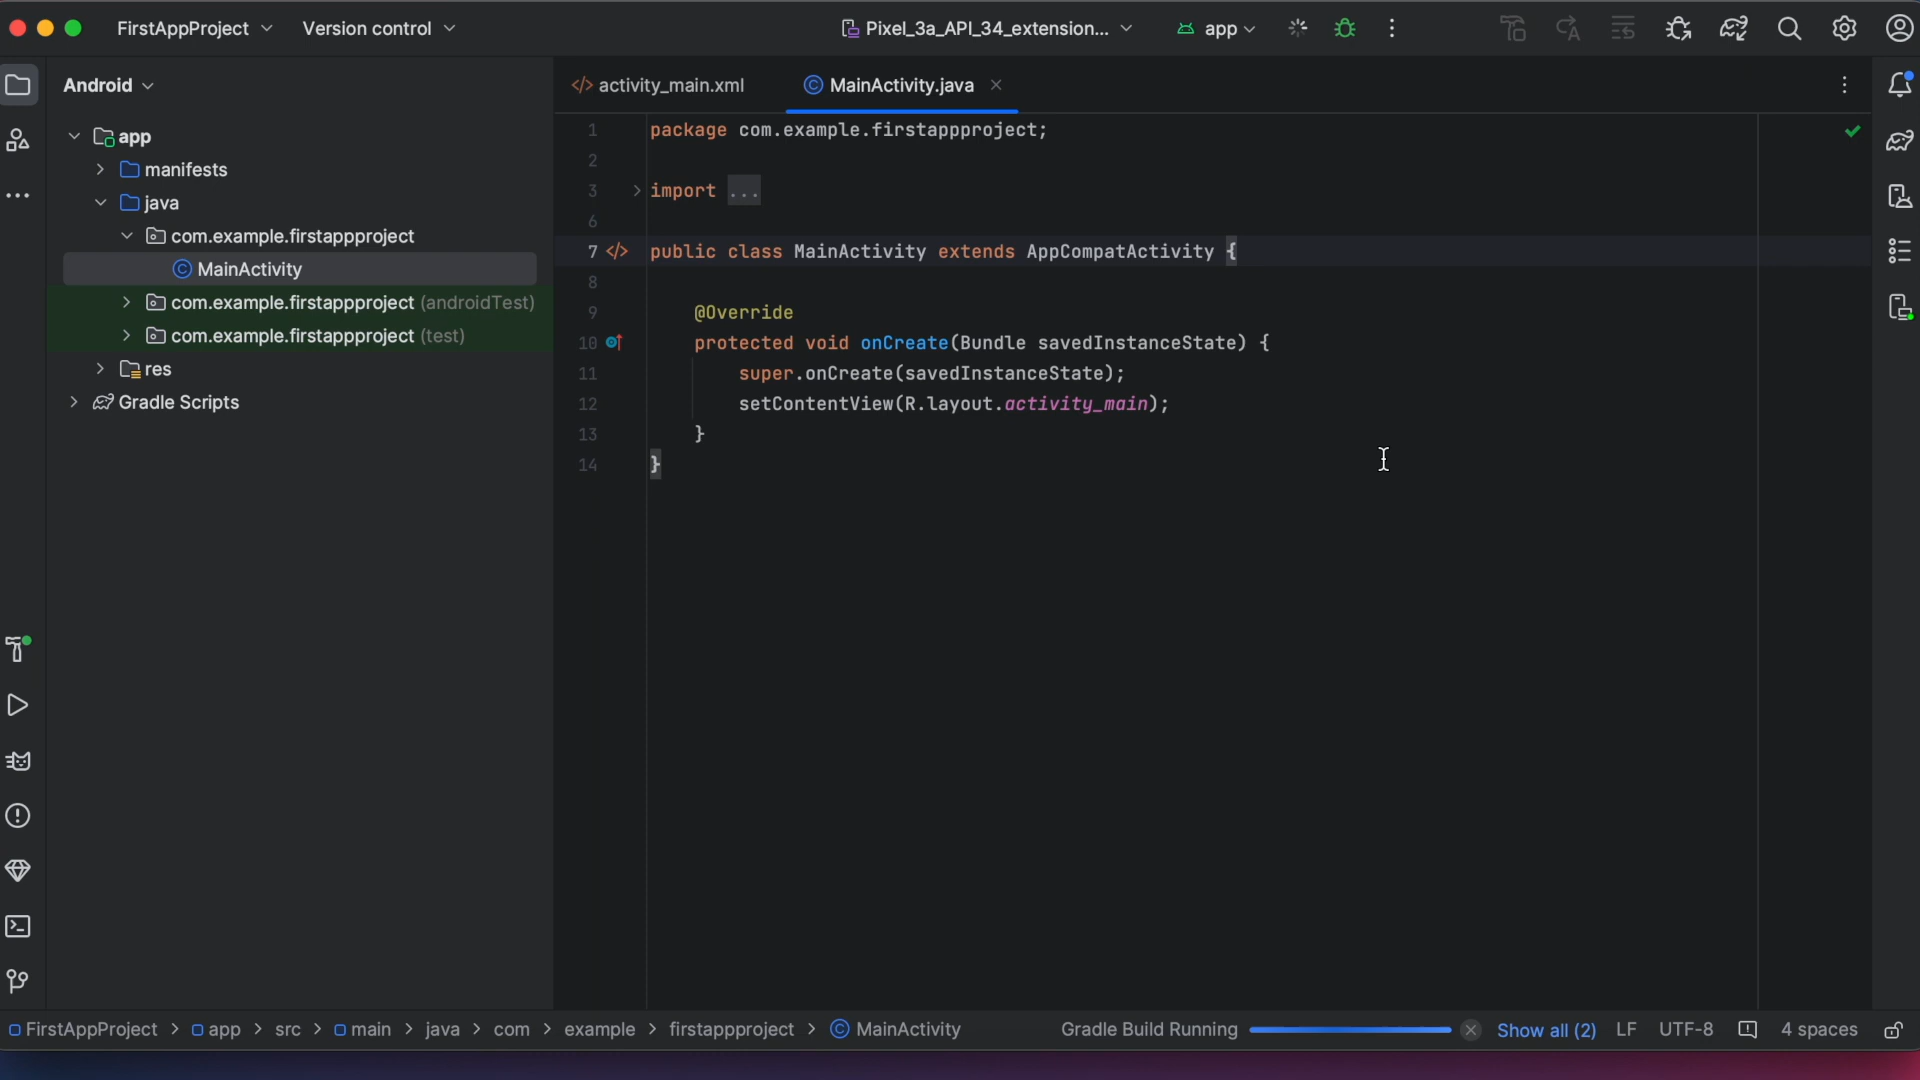 FirstAppProject Version control Pixel_3a_API_34_extension... app
Android
activity_main.xml MainActivity.java
app
manifests
java
com.example.firstappproject
MainActivity
com.example.firstappproject (androidTest)
com.example.firstappproject (test)
res
Gradle Scripts
1 package com.example.firstappproject;
2
3 import ...
6
7 public class MainActivity extends AppCompatActivity {
8
9 @Override
10 protected void onCreate(Bundle savedInstanceState) {
11 super.onCreate(savedInstanceState);
12 setContentView(R.layout.activity_main);
13 }
14 }
FirstAppProject > app > src > main > java > com > example > firstappproject > MainActivity Gradle Build Running Show all (2) LF UTF-8 4 spaces